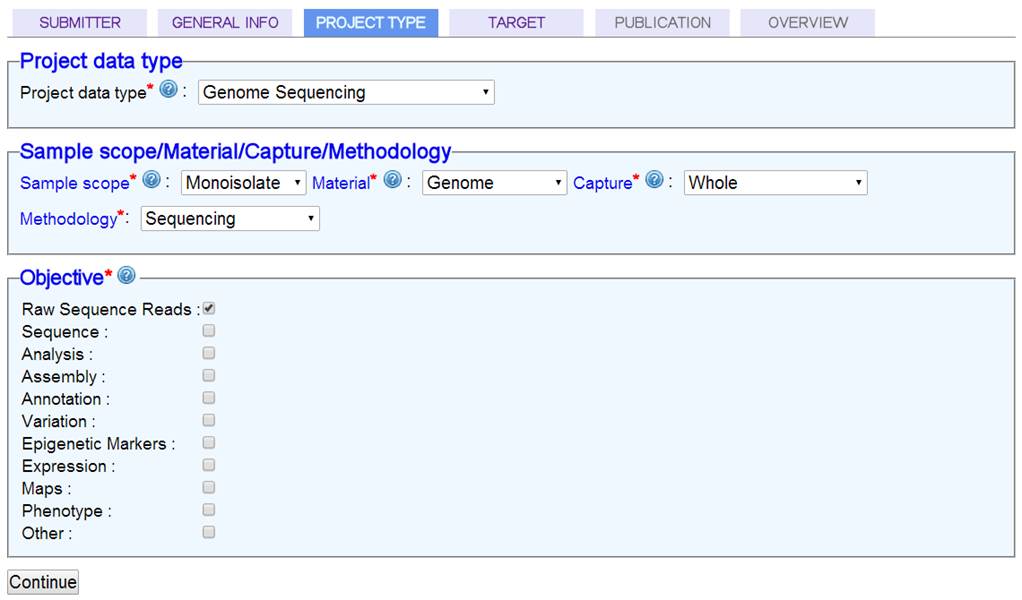 SUBMITTER GENERAL INFO PROJECT TYPE TARGET PUBLICATION OVERVIEW
Project data type
Project data type* ? : Genome Sequencing
Sample scope/Material/Capture/Methodology
Sample scope* ? : Monoisolate Material* ? : Genome Capture* ? : Whole
Methodology*: Sequencing
Objective* ?
Raw Sequence Reads :
Sequence :
Analysis :
Assembly :
Annotation :
Variation :
Epigenetic Markers :
Expression :
Maps :
Phenotype :
Other :
Continue